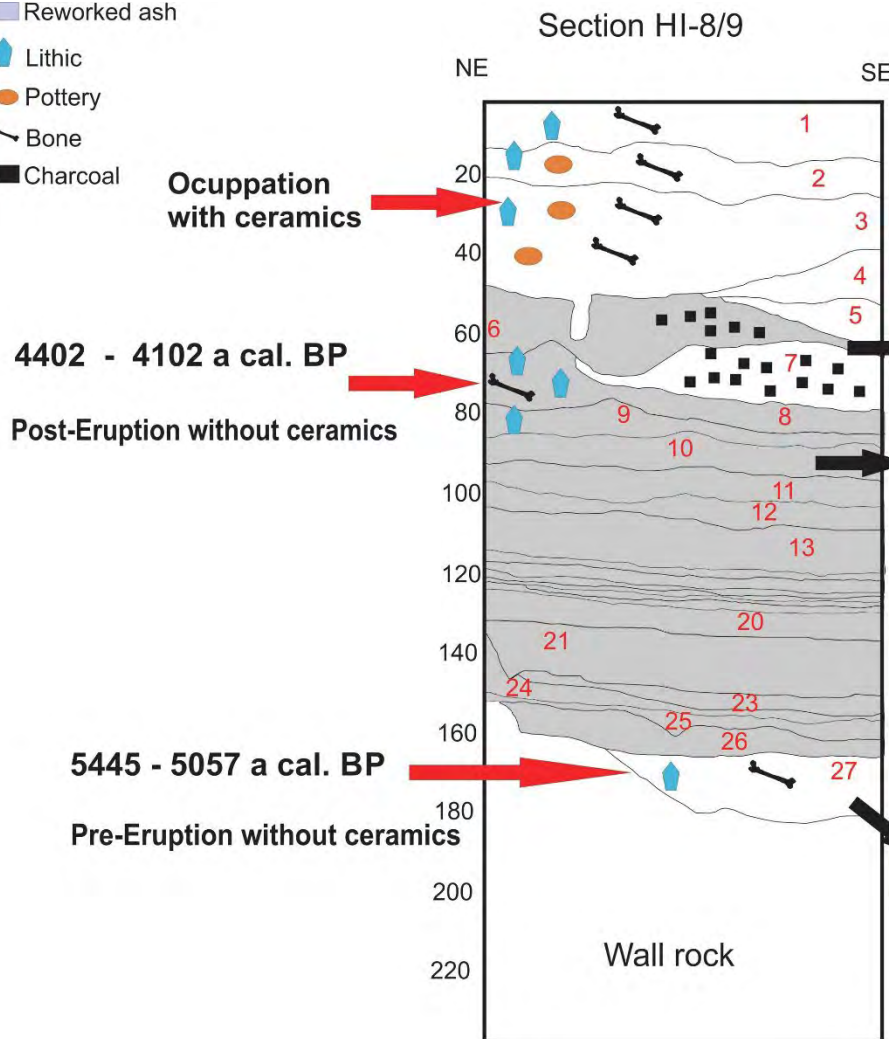 Reworked ash
Lithic
Pottery
Bone
Charcoal
Section HI-8/9
NE
SE
Ocuppation
with ceramics
4402 - 4102 a cal. BP
Post-Eruption without ceramics
5445 - 5057 a cal. BP
Pre-Eruption without ceramics
20
40
60
80
100
120
140
160
180
200
220
1
2
3
4
5
6
7
8
9
10
11
12
13
20
21
23
24
25
26
27
Wall rock